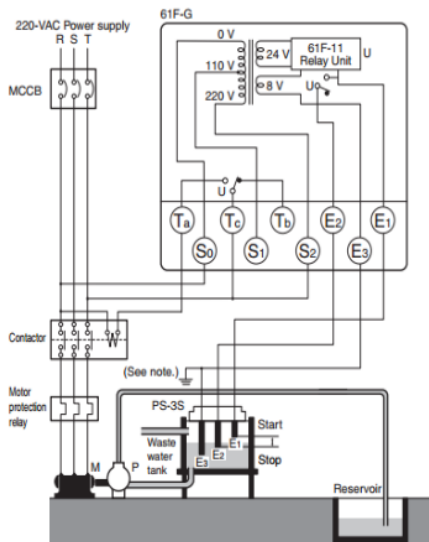 220-VAC Power supply
R S T
MCCB
61F-G
0 V
110 V
220 V
24 V
8 V
61F-11
Relay Unit
U
U
U
Ta
Tc
Tb
E2
E1
S0
S1
S2
E3
Contactor
(See note.)
Motor
protection
relay
PS-3S
Start
Stop
Waste
water
tank
E3
E2
E1
M
P
Reservoir